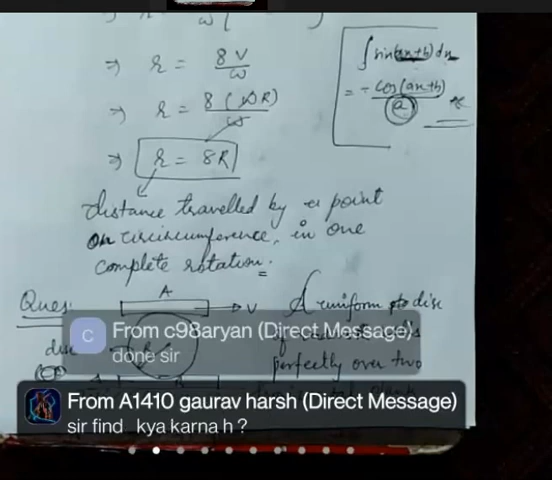 ⇒ r = 8V/ω
⇒ r = 8(ωR)/ω
⇒ r = 8R
∫ sin(ax+b) dx
= - cos(ax+b)/a
distance travelled by a point
on circumference, in one
complete rotation.
Ques:
A
V
A uniform disc
disc
perfectly over two
C
From c98aryan (Direct Message)
done sir
From A1410 gaurav harsh (Direct Message)
sir find kya karna h ?